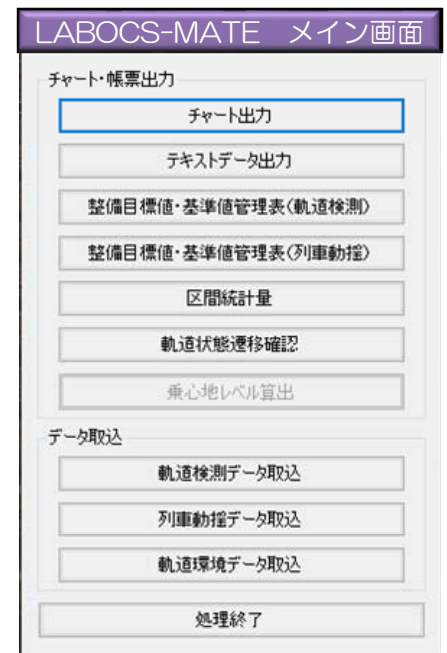 LABOCS-MATE　メイン画面
チャート・帳票出力
チャート出力
テキストデータ出力
整備目標値・基準値管理表(軌道検測)
整備目標値・基準値管理表(列車動揺)
区間統計量
軌道状態遷移確認
乗心地レベル算出
データ取込
軌道検測データ取込
列車動揺データ取込
軌道環境データ取込
処理終了